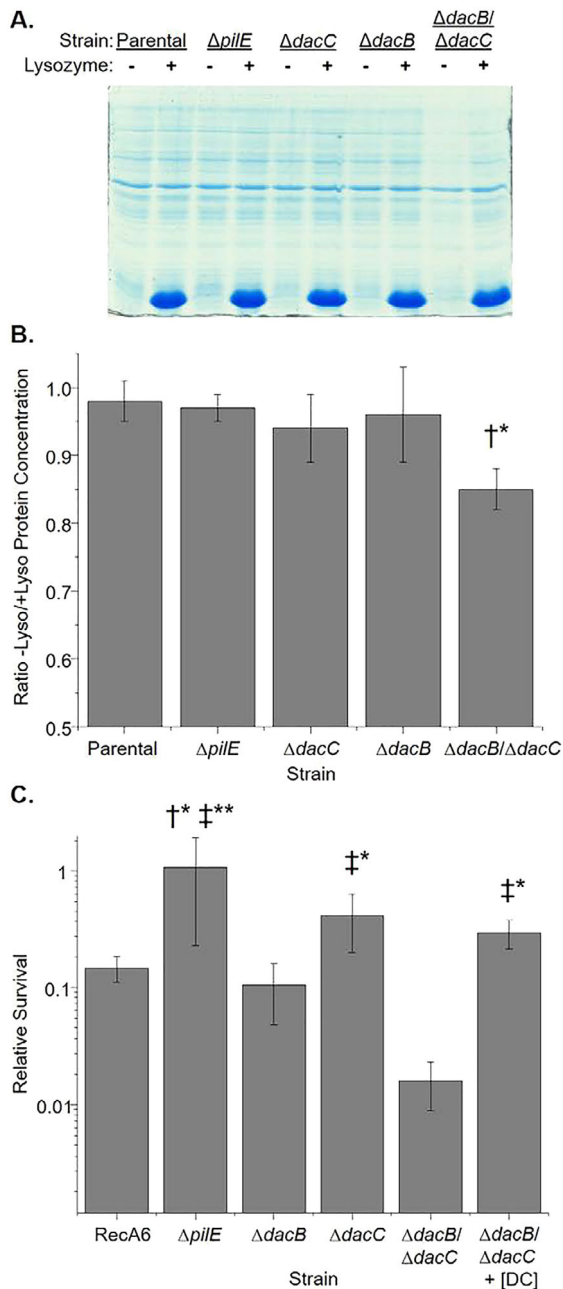 A.
ΔdacB/
Strain: Parental ΔpilE ΔdacC ΔdacB ΔdacC
Lysozyme: - + - + - + - + - +
B.
1.0
0.9
0.8
0.7
0.6
0.5
Ratio -Lyso/+Lyso Protein Concentration
†*
Parental ΔpilE ΔdacC ΔdacB ΔdacB/ΔdacC
Strain
C.
†* ‡**
‡*
‡*
1
0.1
0.01
Relative Survival
RecA6 ΔpilE ΔdacB ΔdacC ΔdacB/ ΔdacB/
ΔdacC ΔdacC
+ [DC]
Strain